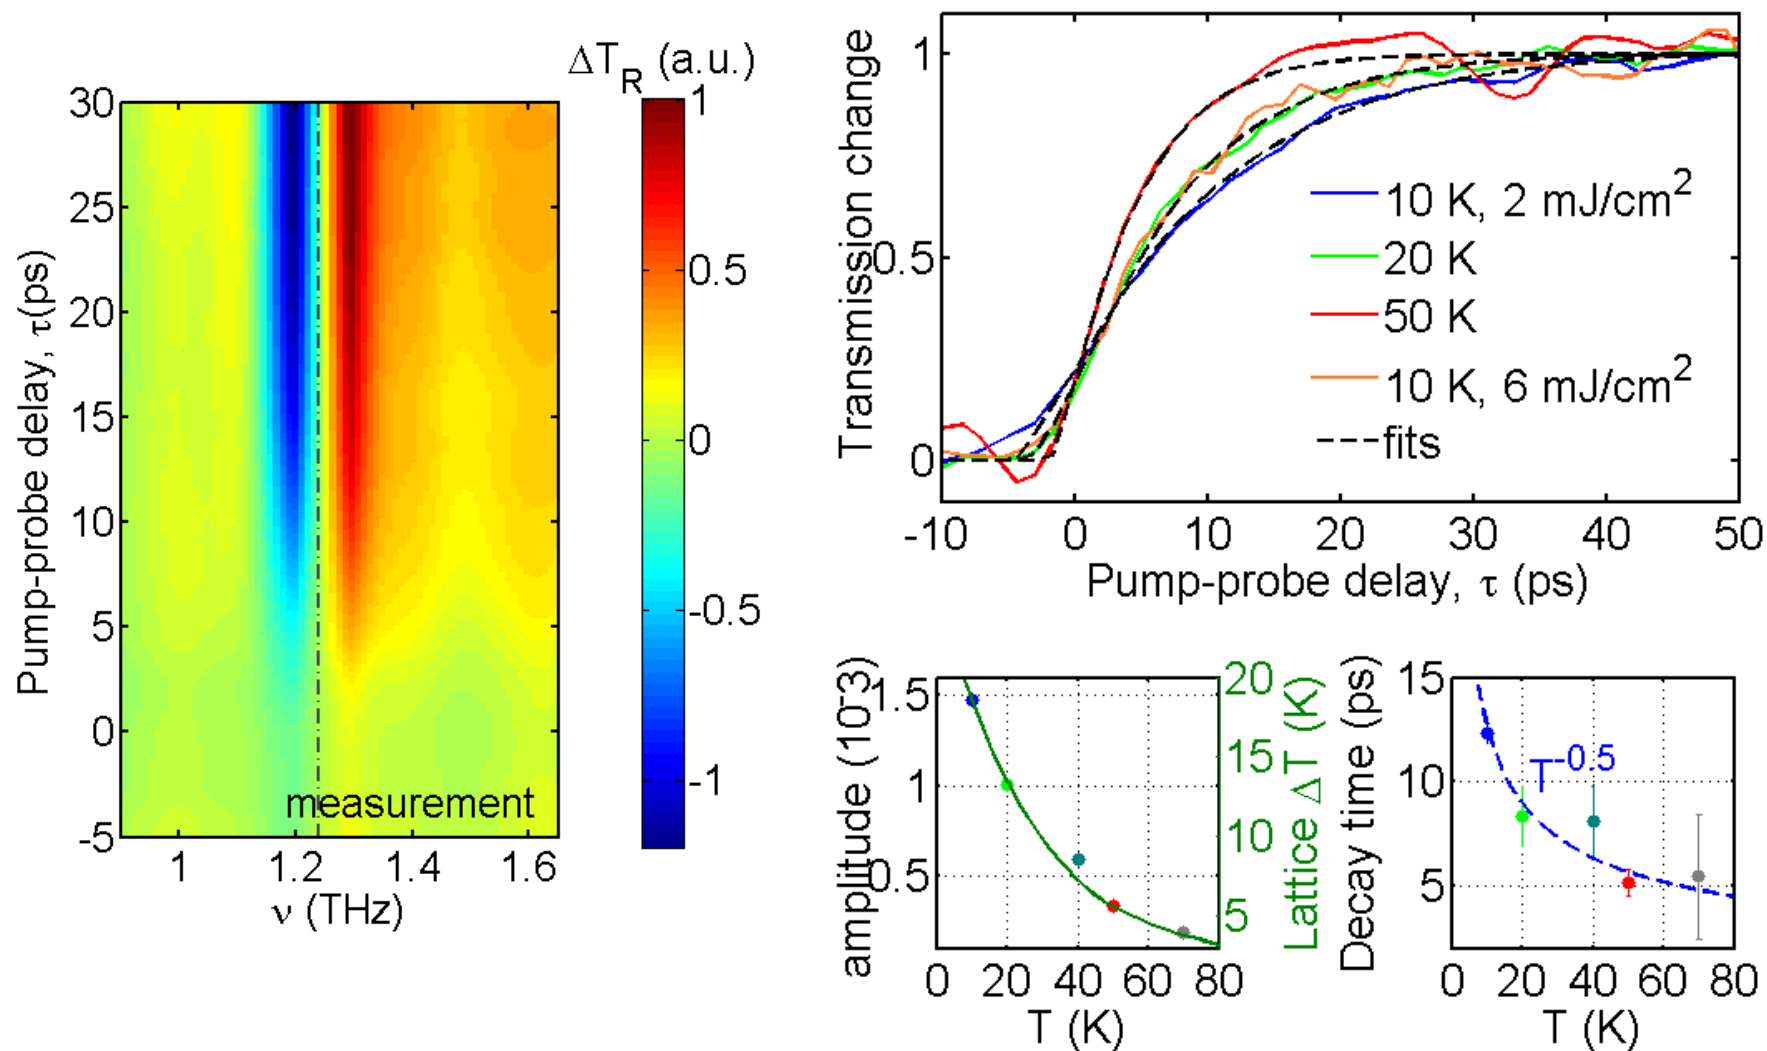 ΔT_R (a.u.)
Pump-probe delay, τ(ps)
30
25
20
15
10
5
0
-5
1
1.2
1.4
1.6
ν (THz)
measurement
1
0.5
0
-0.5
-1
Transmission change
1
0.5
0
-10
0
10
20
30
40
50
Pump-probe delay, τ (ps)
10 K, 2 mJ/cm²
20 K
50 K
10 K, 6 mJ/cm²
fits
amplitude (10⁻³)
1.5
1
0.5
0
20
40
60
80
T (K)
20
15
10
5
Lattice ΔT (K)
Decay time (ps)
15
10
5
T⁻⁰·⁵
0
20
40
60
80
T (K)